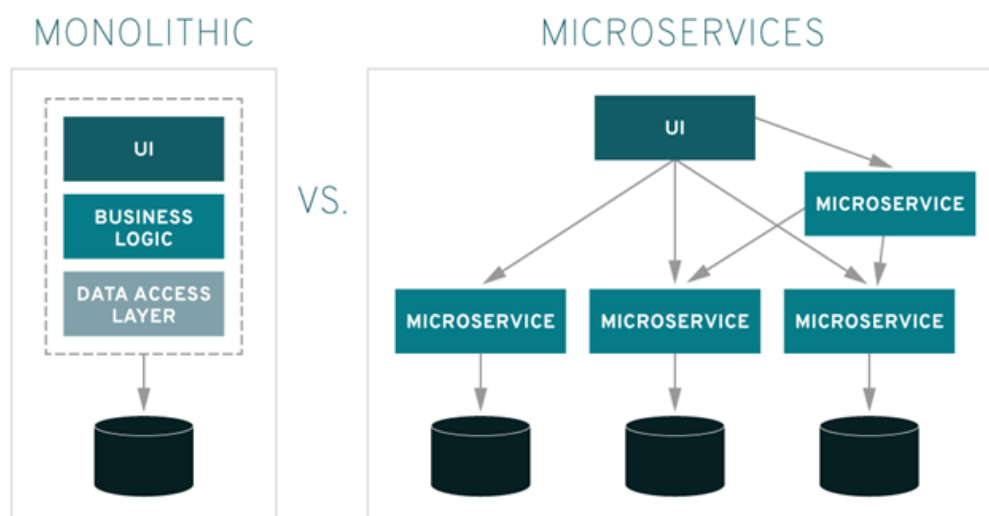 MONOLITHIC
MICROSERVICES
UI
BUSINESS
LOGIC
DATA ACCESS
LAYER
VS.
UI
MICROSERVICE
MICROSERVICE
MICROSERVICE
MICROSERVICE